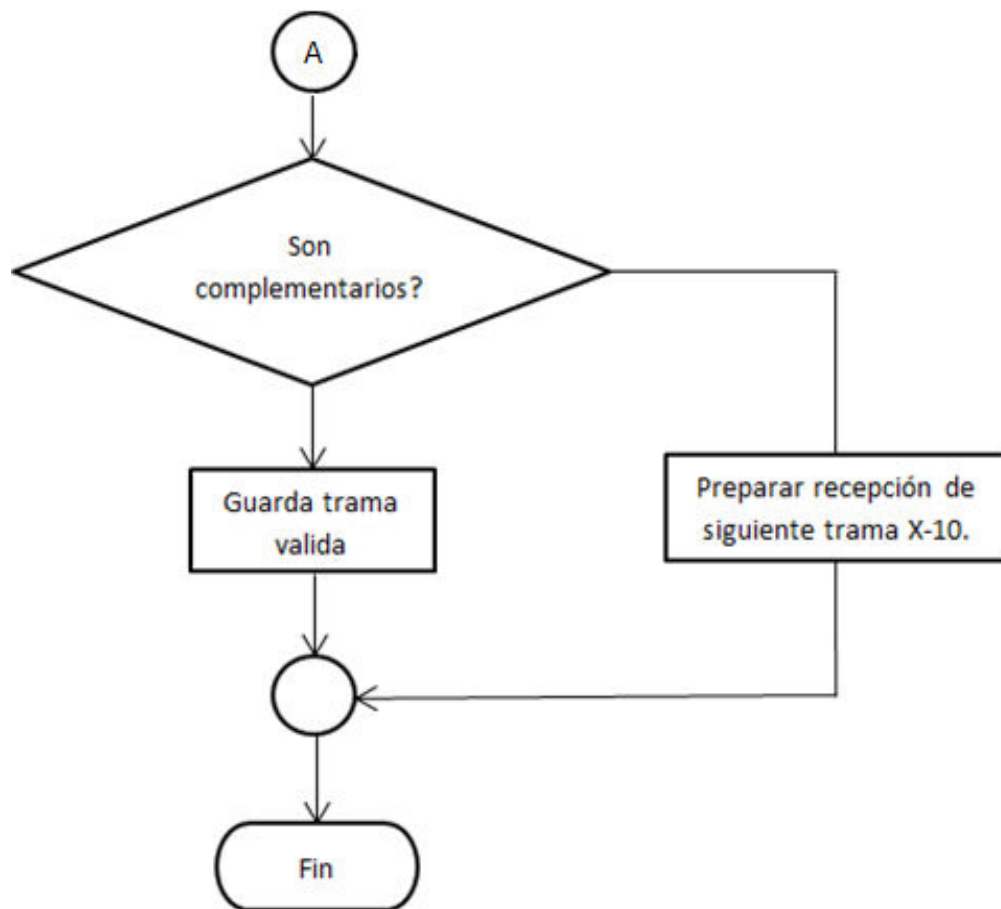 A
Son
complementarios?
Guarda trama
valida
Preparar recepción de
siguiente trama X-10.
Fin